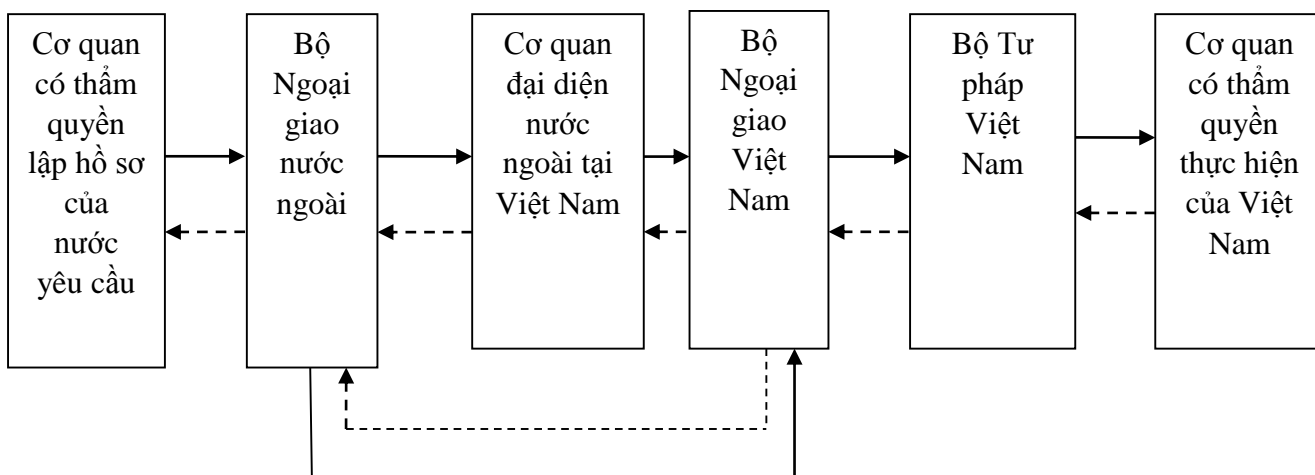 Cơ quan
có thẩm
quyền
lập hồ sơ
của
nước
yêu cầu
Bộ
Ngoại
giao
nước
ngoài
Cơ quan
đại diện
nước
ngoài tại
Việt Nam
Bộ
Ngoại
giao
Việt
Nam
Bộ Tư
pháp
Việt
Nam
Cơ quan
có thẩm
quyền
thực hiện
của Việt
Nam